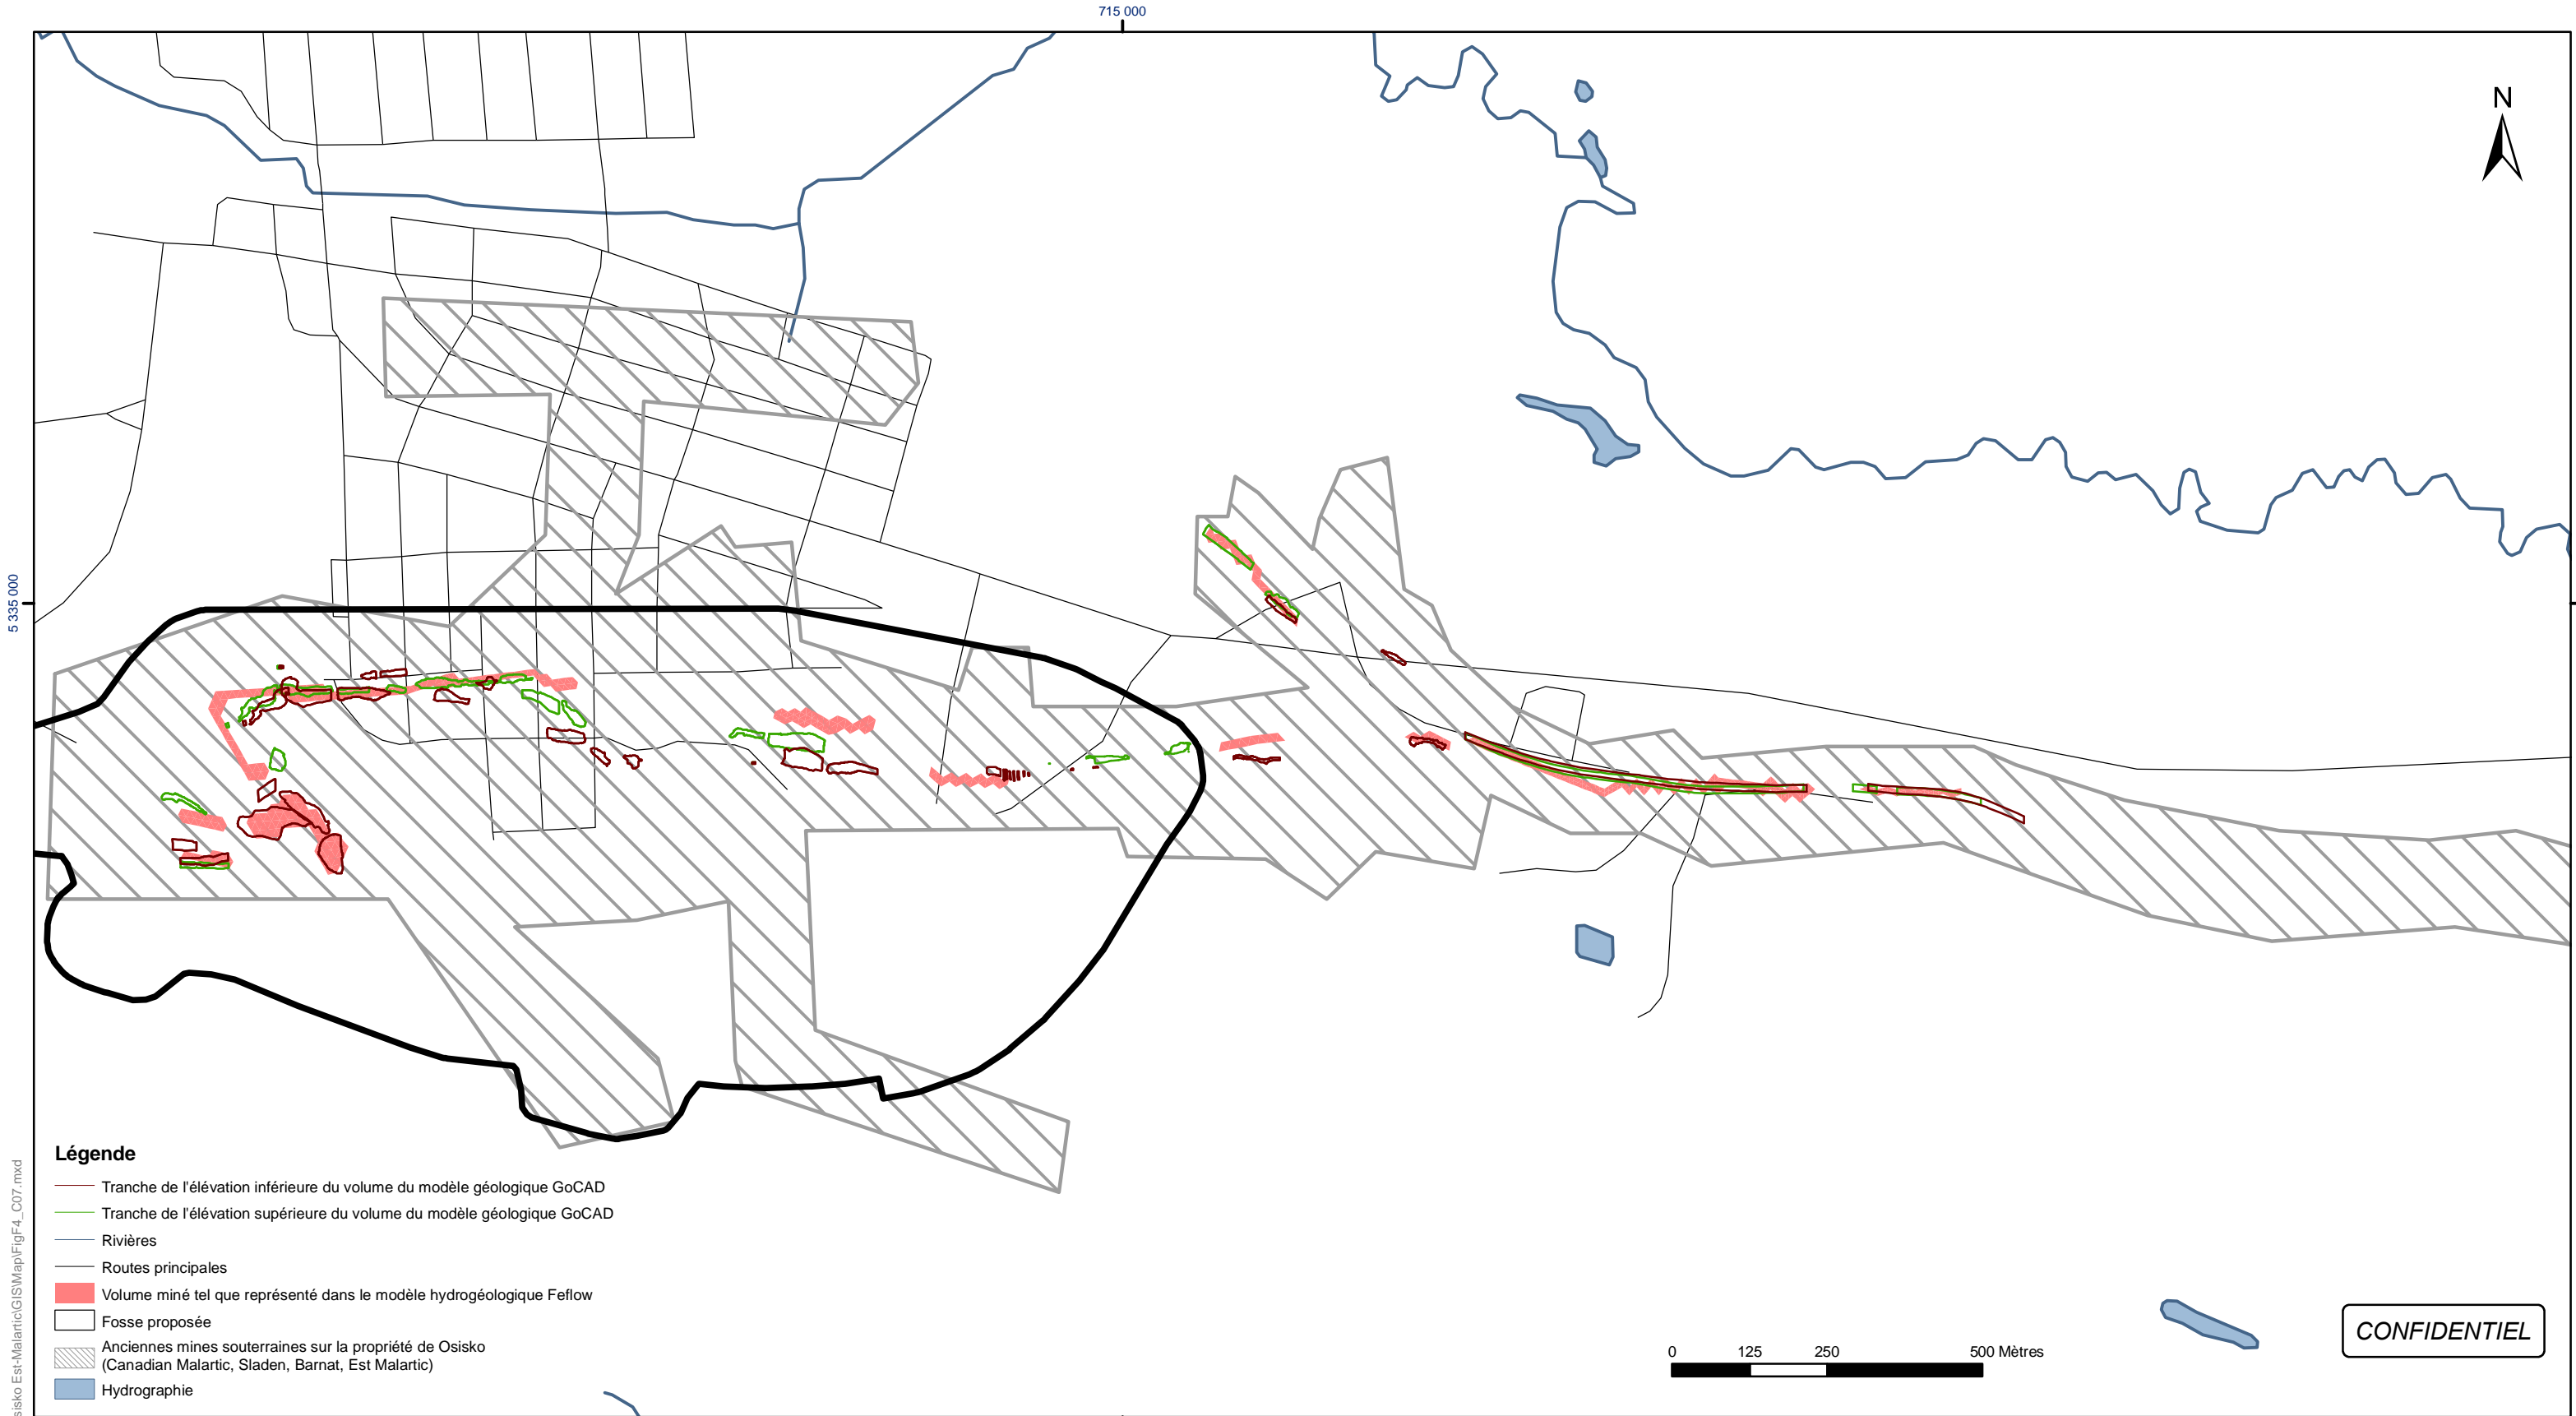 715 000
N
5 335 000
Légende
Tranche de l'élévation inférieure du volume du modèle géologique GoCAD
Tranche de l'élévation supérieure du volume du modèle géologique GoCAD
Rivières
Routes principales
Volume miné tel que représenté dans le modèle hydrogéologique Feflow
Fosse proposée
Anciennes mines souterraines sur la propriété de Osisko
(Canadian Malartic, Sladen, Barnat, Est Malartic)
Hydrographie
0 125 250 500 Mètres
CONFIDENTIEL
sisko Est-Malartic\GIS\Map\FigF4_C07.mxd